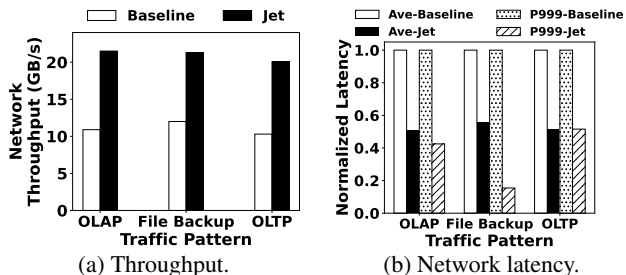 Baseline Jet
Network
Throughput (GB/s)
20
15
10
5
0
OLAP File Backup OLTP
Traffic Pattern
(a) Throughput.
Ave-Baseline P999-Baseline
Ave-Jet P999-Jet
Normalized Latency
1.0
0.8
0.6
0.4
0.2
0.0
OLAP File Backup OLTP
Traffic Pattern
(b) Network latency.